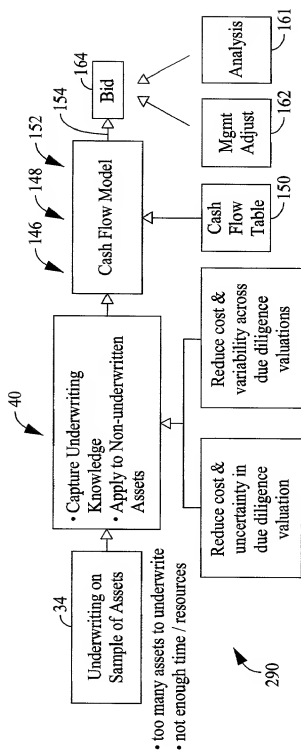 34
Underwriting on
Sample of Assets
• too many assets to underwrite
• not enough time / resources
40
• Capture Underwriting
Knowledge
• Apply to Non-underwritten
Assets
Reduce cost &
uncertainty in
due diligence
valuation
Reduce cost &
variability across
due diligence
valuations
290
146
148
152
Cash Flow Model
154
164
Bid
Cash
Flow
Table
150
Mgmt
Adjust
162
Analysis
161